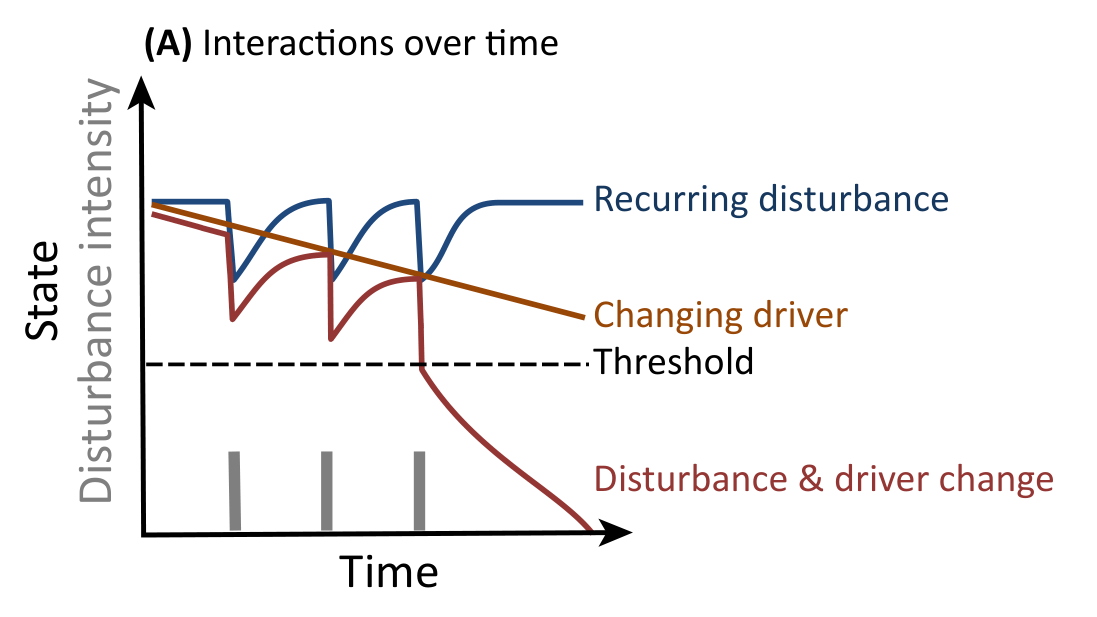 (A) Interactions over time
Disturbance intensity
State
Recurring disturbance
Changing driver
Threshold
Disturbance & driver change
Time